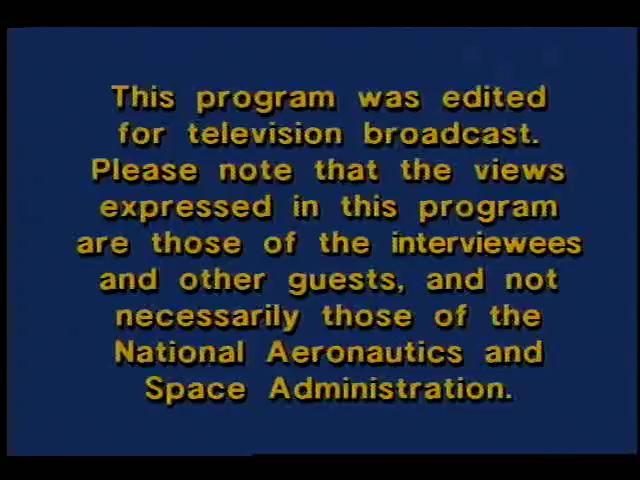 This program was edited
for television broadcast.
Please note that the views
expressed in this program
are those of the interviewees
and other guests, and not
necessarily those of the
National Aeronautics and
Space Administration.